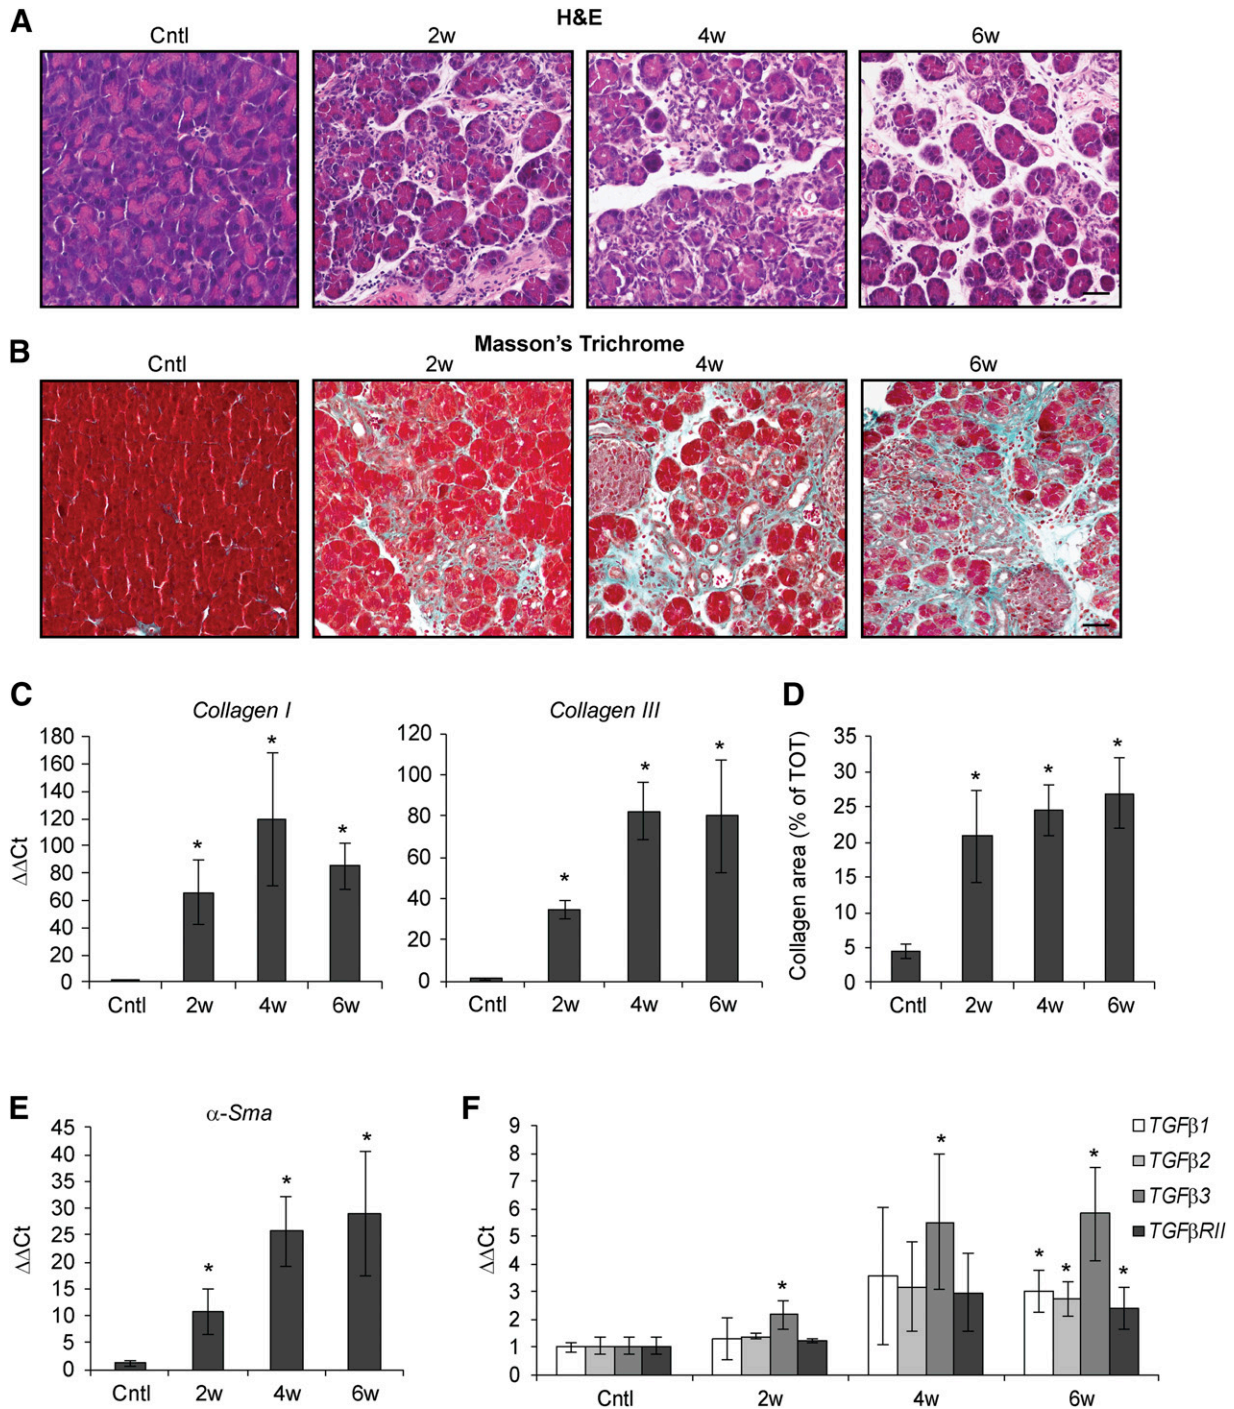 A
H&E
Cntl 2w 4w 6w
B
Masson's Trichrome
Cntl 2w 4w 6w
C
Collagen I
ΔΔCt
180
160
140
120
100
80
60
40
20
0
* * *
Cntl 2w 4w 6w
Collagen III
120
100
80
60
40
20
0
* * *
Cntl 2w 4w 6w
D
Collagen area (% of TOT)
35
30
25
20
15
10
5
0
* * *
Cntl 2w 4w 6w
E
α-Sma
ΔΔCt
45
40
35
30
25
20
15
10
5
0
* * *
Cntl 2w 4w 6w
F
ΔΔCt
9
8
7
6
5
4
3
2
1
0
* * * * * *
Cntl 2w 4w 6w
TGFβ1
TGFβ2
TGFβ3
TGFβRII